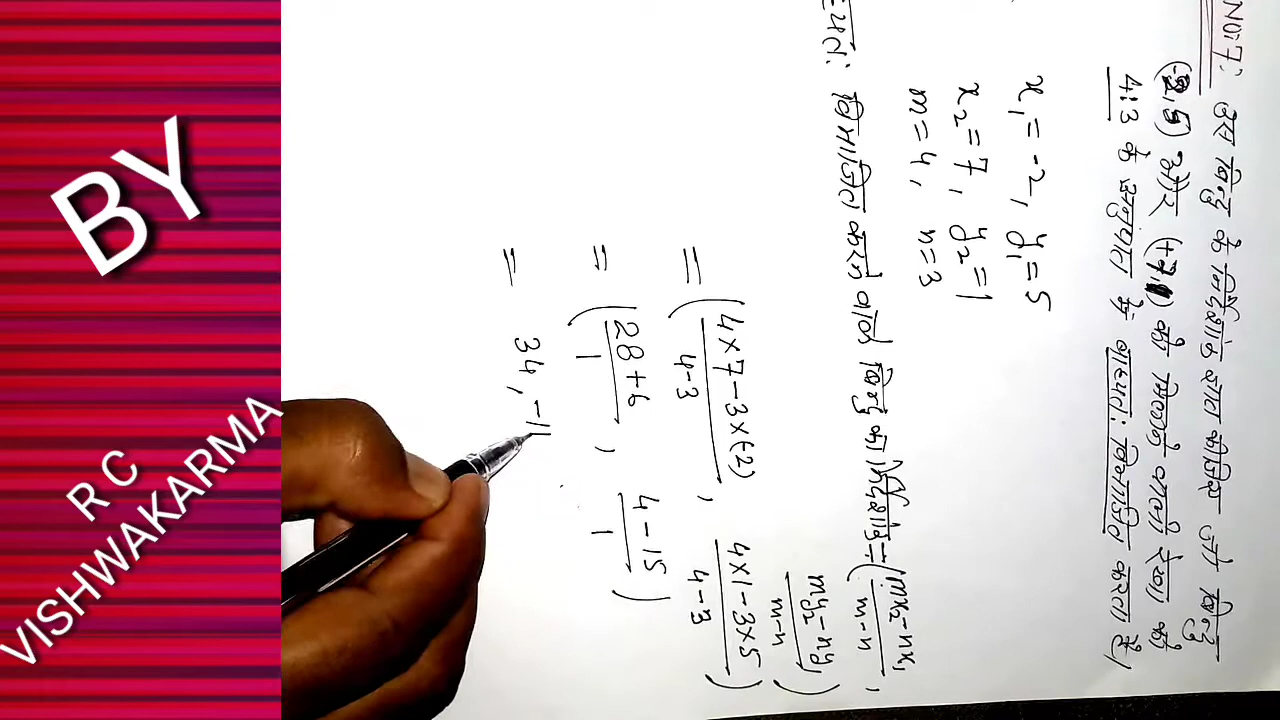 BY
R C
VISHWAKARMA
NO:7: उस बिन्दु के निर्देशांक ज्ञात कीजिए जो बिन्दु
(-2,5) और (+7,1) को मिलाने वाली रेखा को
4:3 के अनुपात में बाह्यतः विभाजित करता है।
x₁ = -2, y₁ = 5
x₂ = 7, y₂ = 1
m = 4, n = 3
ह्यतः विभाजित करने वाले बिन्दु का निर्देशांक = (mx₂-nx₁/m-n,
my₂-ny₁/m-n)
= (4×7-3×(-2)/4-3, 4×1-3×5/4-3)
= (28+6/1, 4-15/1)
= 34, -11